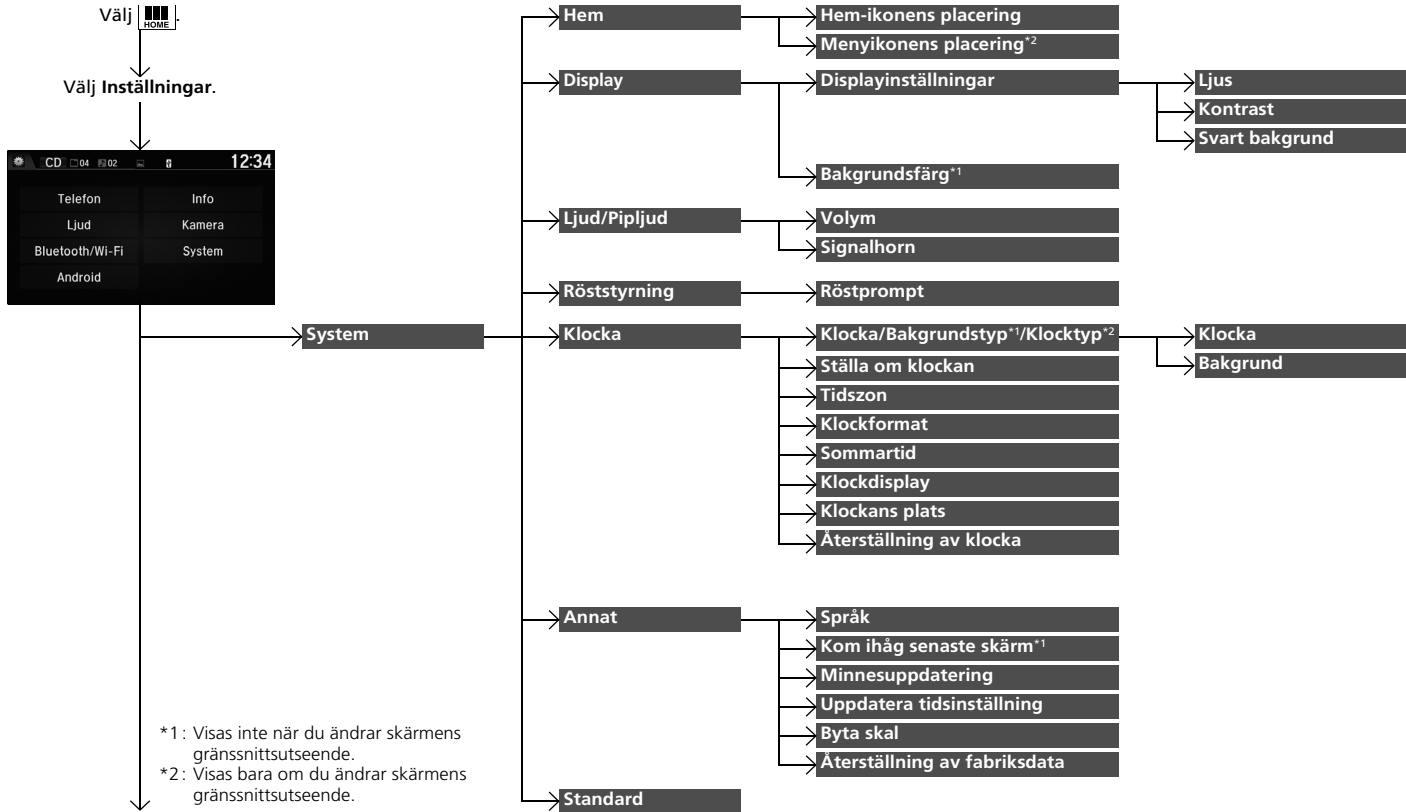 Välj HOME.
Välj Inställningar.
CD 04 02 12:34
Telefon Info
Ljud Kamera
Bluetooth/Wi-Fi System
Android
System
Hem
Hem-ikonens placering
Menyikonens placering*2
Display
Displayinställningar
Ljus
Kontrast
Svart bakgrund
Bakgrundsfärg*1
Ljud/Pipljud
Volym
Signalhorn
Röststyrning
Röstprompt
Klocka
Klocka/Bakgrundstyp*1/Klocktyp*2
Klocka
Bakgrund
Ställa om klockan
Tidszon
Klockformat
Sommartid
Klockdisplay
Klockans plats
Återställning av klocka
Annat
Språk
Kom ihåg senaste skärm*1
Minnesuppdatering
Uppdatera tidsinställning
Byta skal
Återställning av fabriksdata
Standard
*1: Visas inte när du ändrar skärmens
gränssnittsutseende.
*2: Visas bara om du ändrar skärmens
gränssnittsutseende.